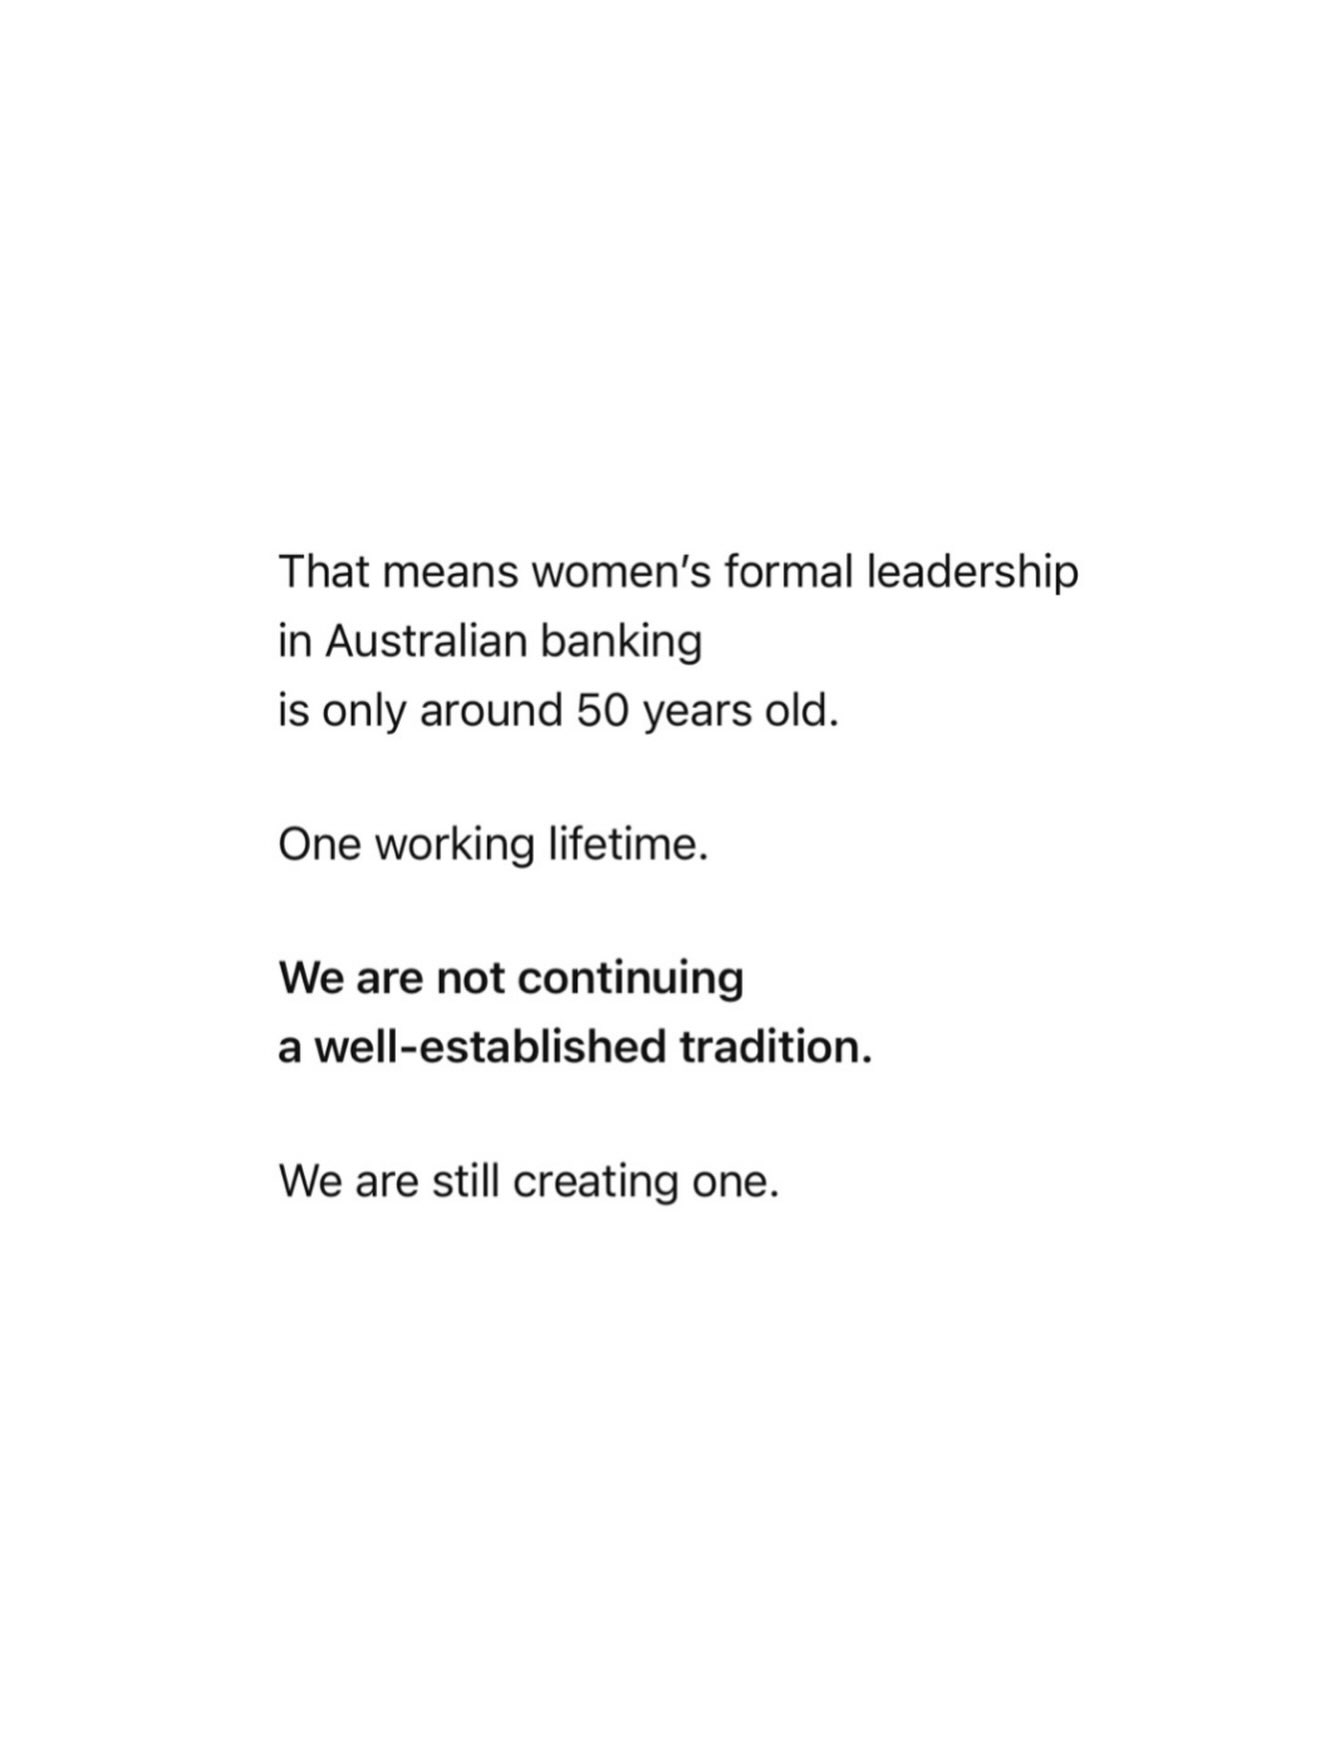 That means women’s formal leadership
in Australian banking
is only around 50 years old.
One working lifetime.
We are not continuing
a well-established tradition.
We are still creating one.